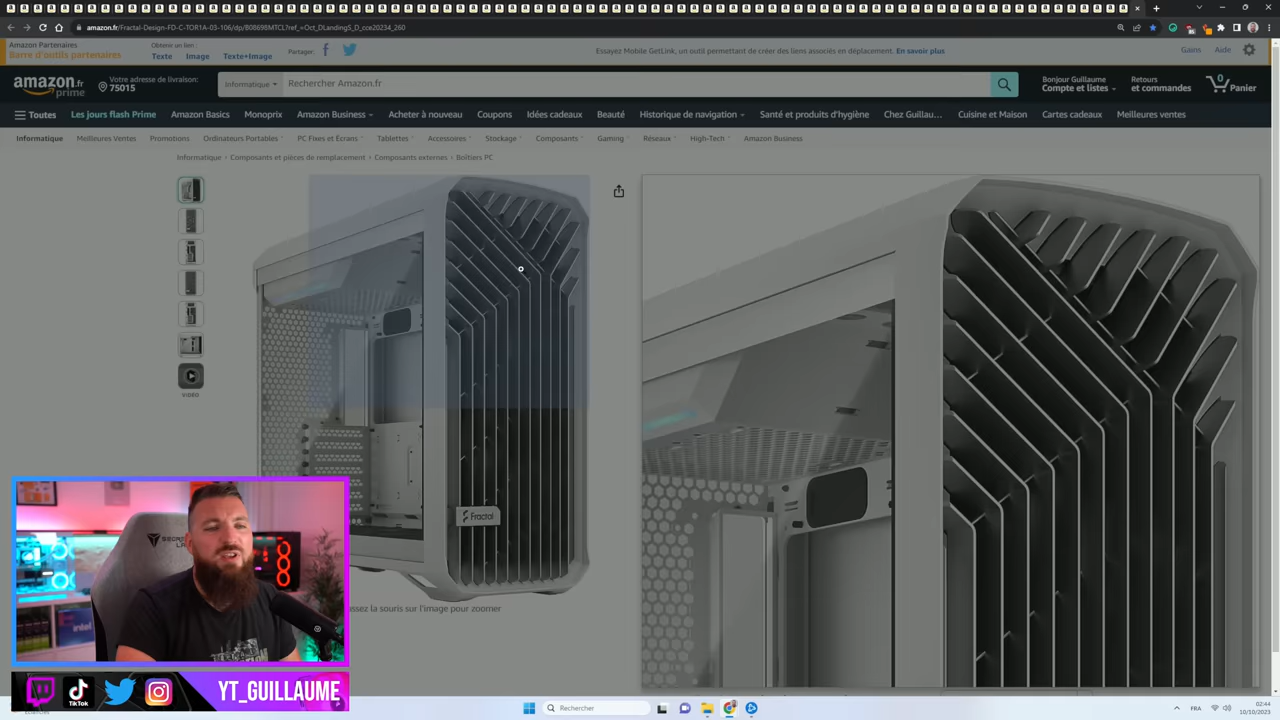 amazon.fr/Fractal-Design-FD-C-TOR1A-03-106/dp/B08698MTCL?ref_=Oct_DLandingS_D_cce20234_260
Amazon Partenaires
Barre d'outils partenaires
Obtenir un lien :
Texte Image Texte+Image
Partager:
Essayez Mobile GetLink, un outil permettant de créer des liens associés en déplacement. En savoir plus
Gains Aide
amazon prime
Votre adresse de livraison:
75015
Informatique
Rechercher Amazon.fr
Bonjour Guillaume
Compte et listes
Retours
et commandes
0
Panier
Toutes Les jours flash Prime Amazon Basics Monoprix Amazon Business Acheter à nouveau Coupons Idées cadeaux Beauté Historique de navigation Santé et produits d'hygiène Chez Guillau... Cuisine et Maison Cartes cadeaux Meilleures ventes
Informatique Meilleures Ventes Promotions Ordinateurs Portables PC Fixes et Écrans Tablettes Accessoires Stockage Composants Gaming Réseaux High-Tech Amazon Business
Informatique › Composants et pièces de remplacement › Composants externes › Boîtiers PC
VIDÉO
Fractal
ssez la souris sur l'image pour zoomer
intel
TikTok
YT_GUILLAUME
Rechercher
FRA
02:44
10/10/2023